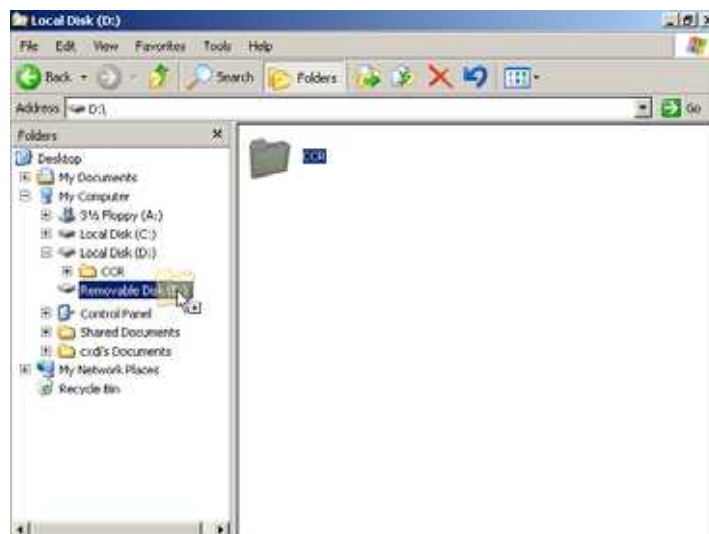 Local Disk (D:)
File Edit View Favorites Tools Help
Back Search Folders
Address D:\ Go
Folders
Desktop
My Documents
My Computer
3½ Floppy (A:)
Local Disk (C:)
Local Disk (D:)
CCR
Removable Disk
Control Panel
Shared Documents
cxdi's Documents
My Network Places
Recycle Bin
CCR